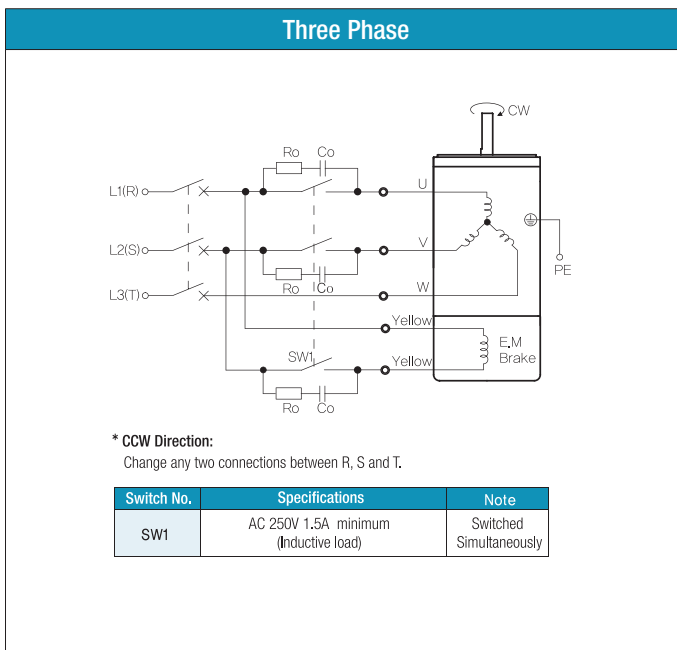 Three Phase
CW
Ro Co
L1(R)
U
L2(S)
V
PE
Ro Co
L3(T)
W
Yellow
E.M
Brake
SW1
Yellow
Ro Co
* CCW Direction:
Change any two connections between R, S and T.
Switch No. Specifications Note
SW1
AC 250V 1.5A minimum
(Inductive load)
Switched
Simultaneously